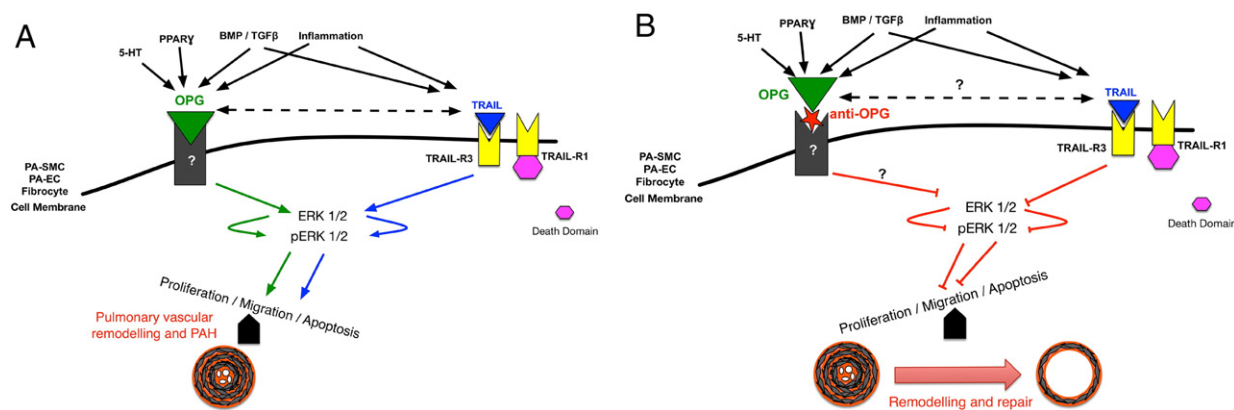 A
5-HT
PPARɣ
BMP / TGFβ
Inflammation
OPG
TRAIL
?
TRAIL-R3
TRAIL-R1
PA-SMC
PA-EC
Fibrocyte
Cell Membrane
ERK 1/2
pERK 1/2
Death Domain
Proliferation / Migration / Apoptosis
Pulmonary vascular
remodelling and PAH
B
5-HT
PPARɣ
BMP / TGFβ
Inflammation
OPG
?
TRAIL
anti-OPG
?
TRAIL-R3
TRAIL-R1
PA-SMC
PA-EC
Fibrocyte
Cell Membrane
?
ERK 1/2
pERK 1/2
Death Domain
Proliferation / Migration / Apoptosis
Remodelling and repair